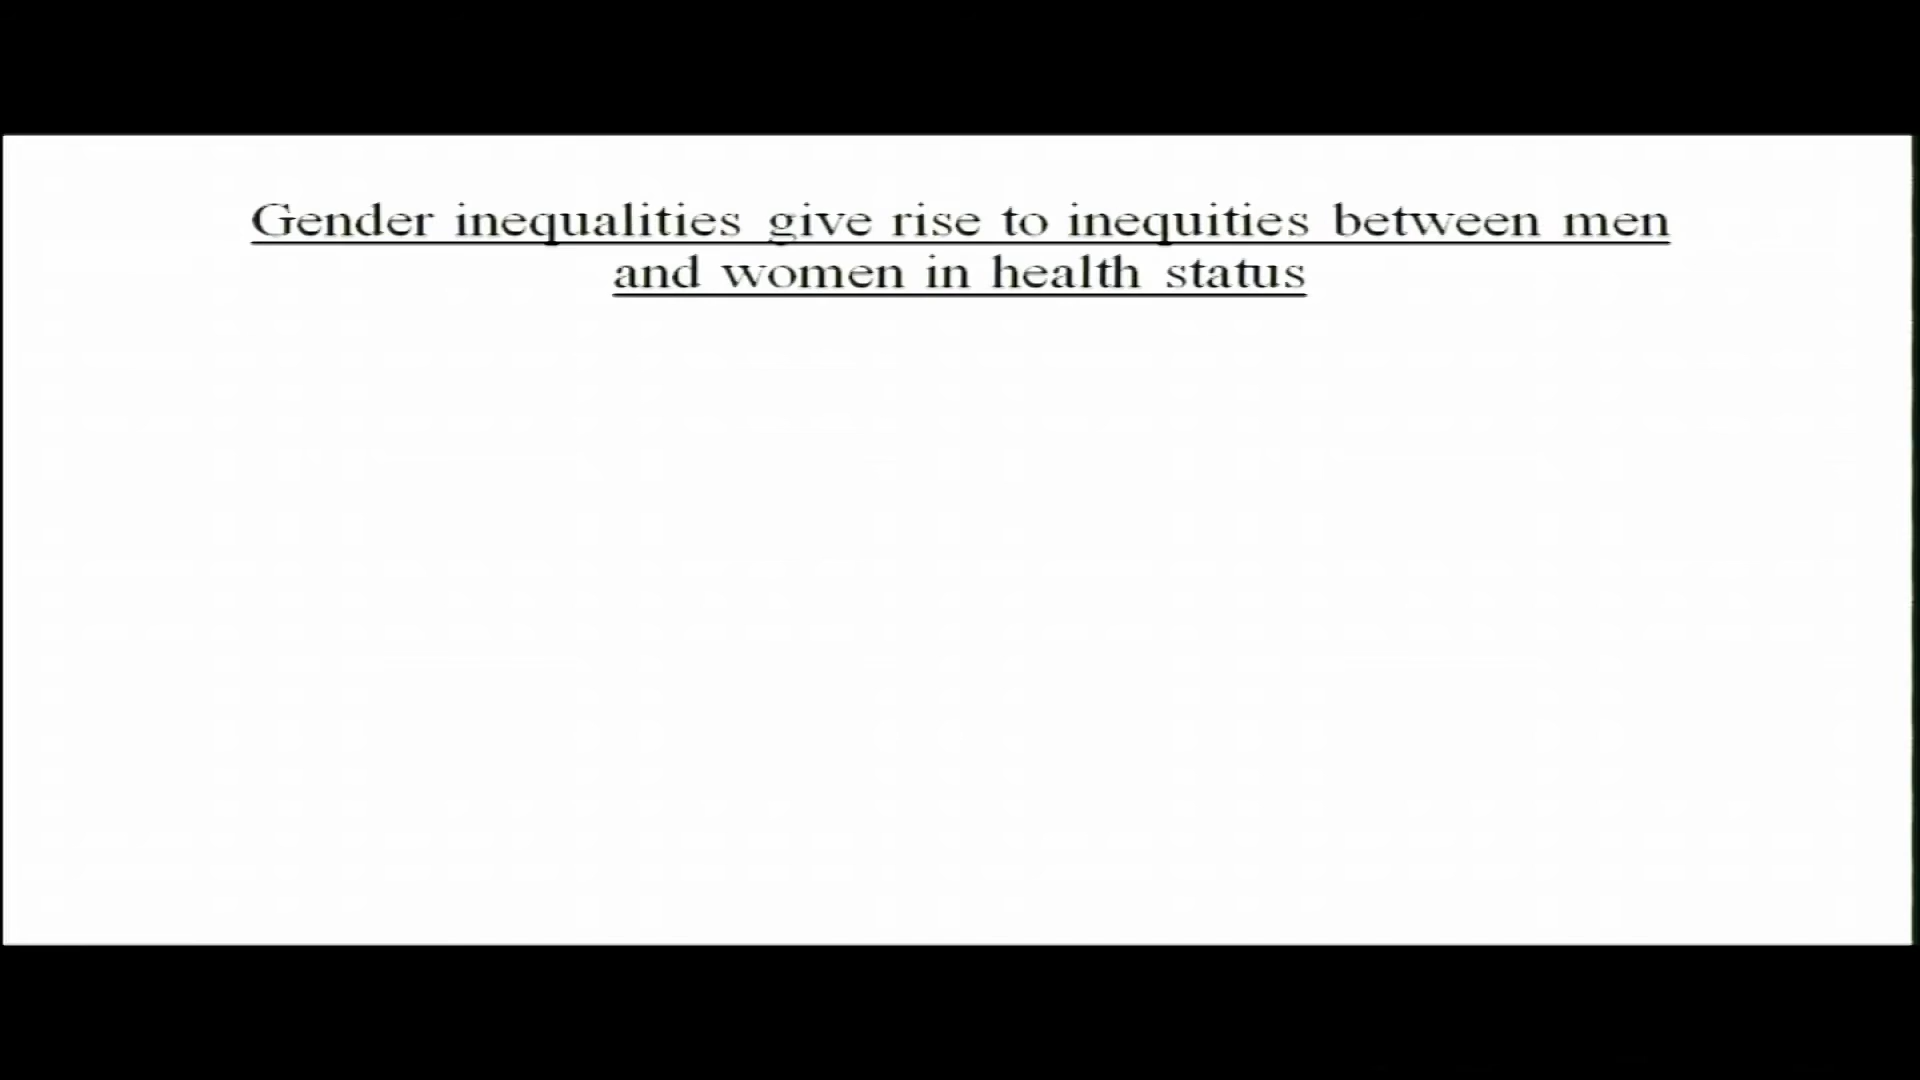 Gender inequalities give rise to inequities between men
and women in health status